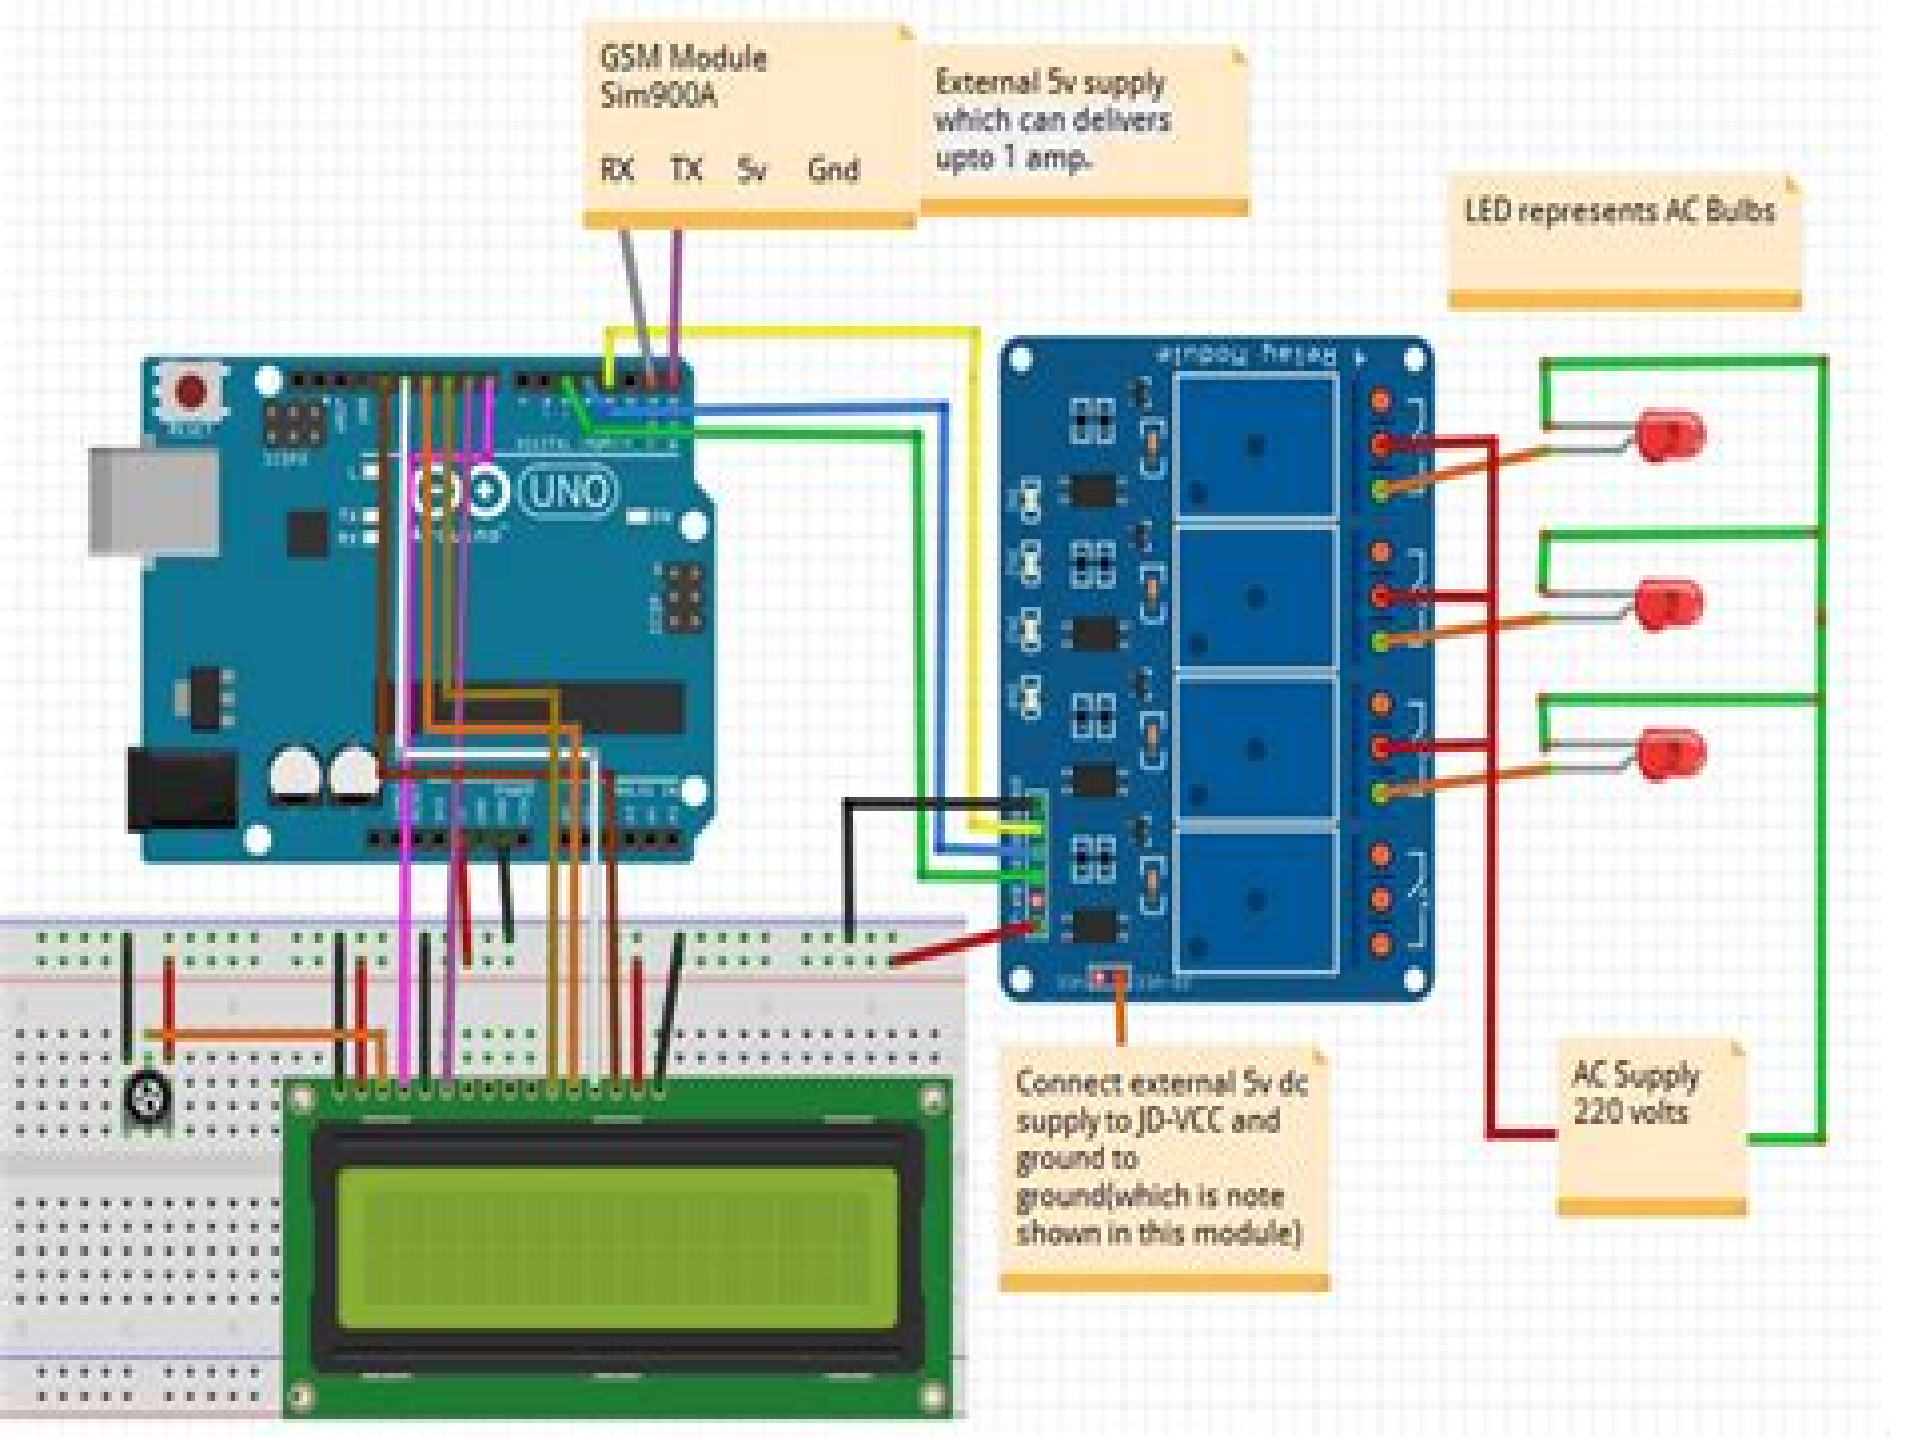 GSM Module
Sim900A
RX TX 5v Gnd
External 5v supply
which can delivers
upto 1 amp.
LED represents AC Bulbs
Relay Module
UNO
Connect external 5v dc
supply to JD-VCC and
ground to
ground(which is note
shown in this module)
AC Supply
220 volts